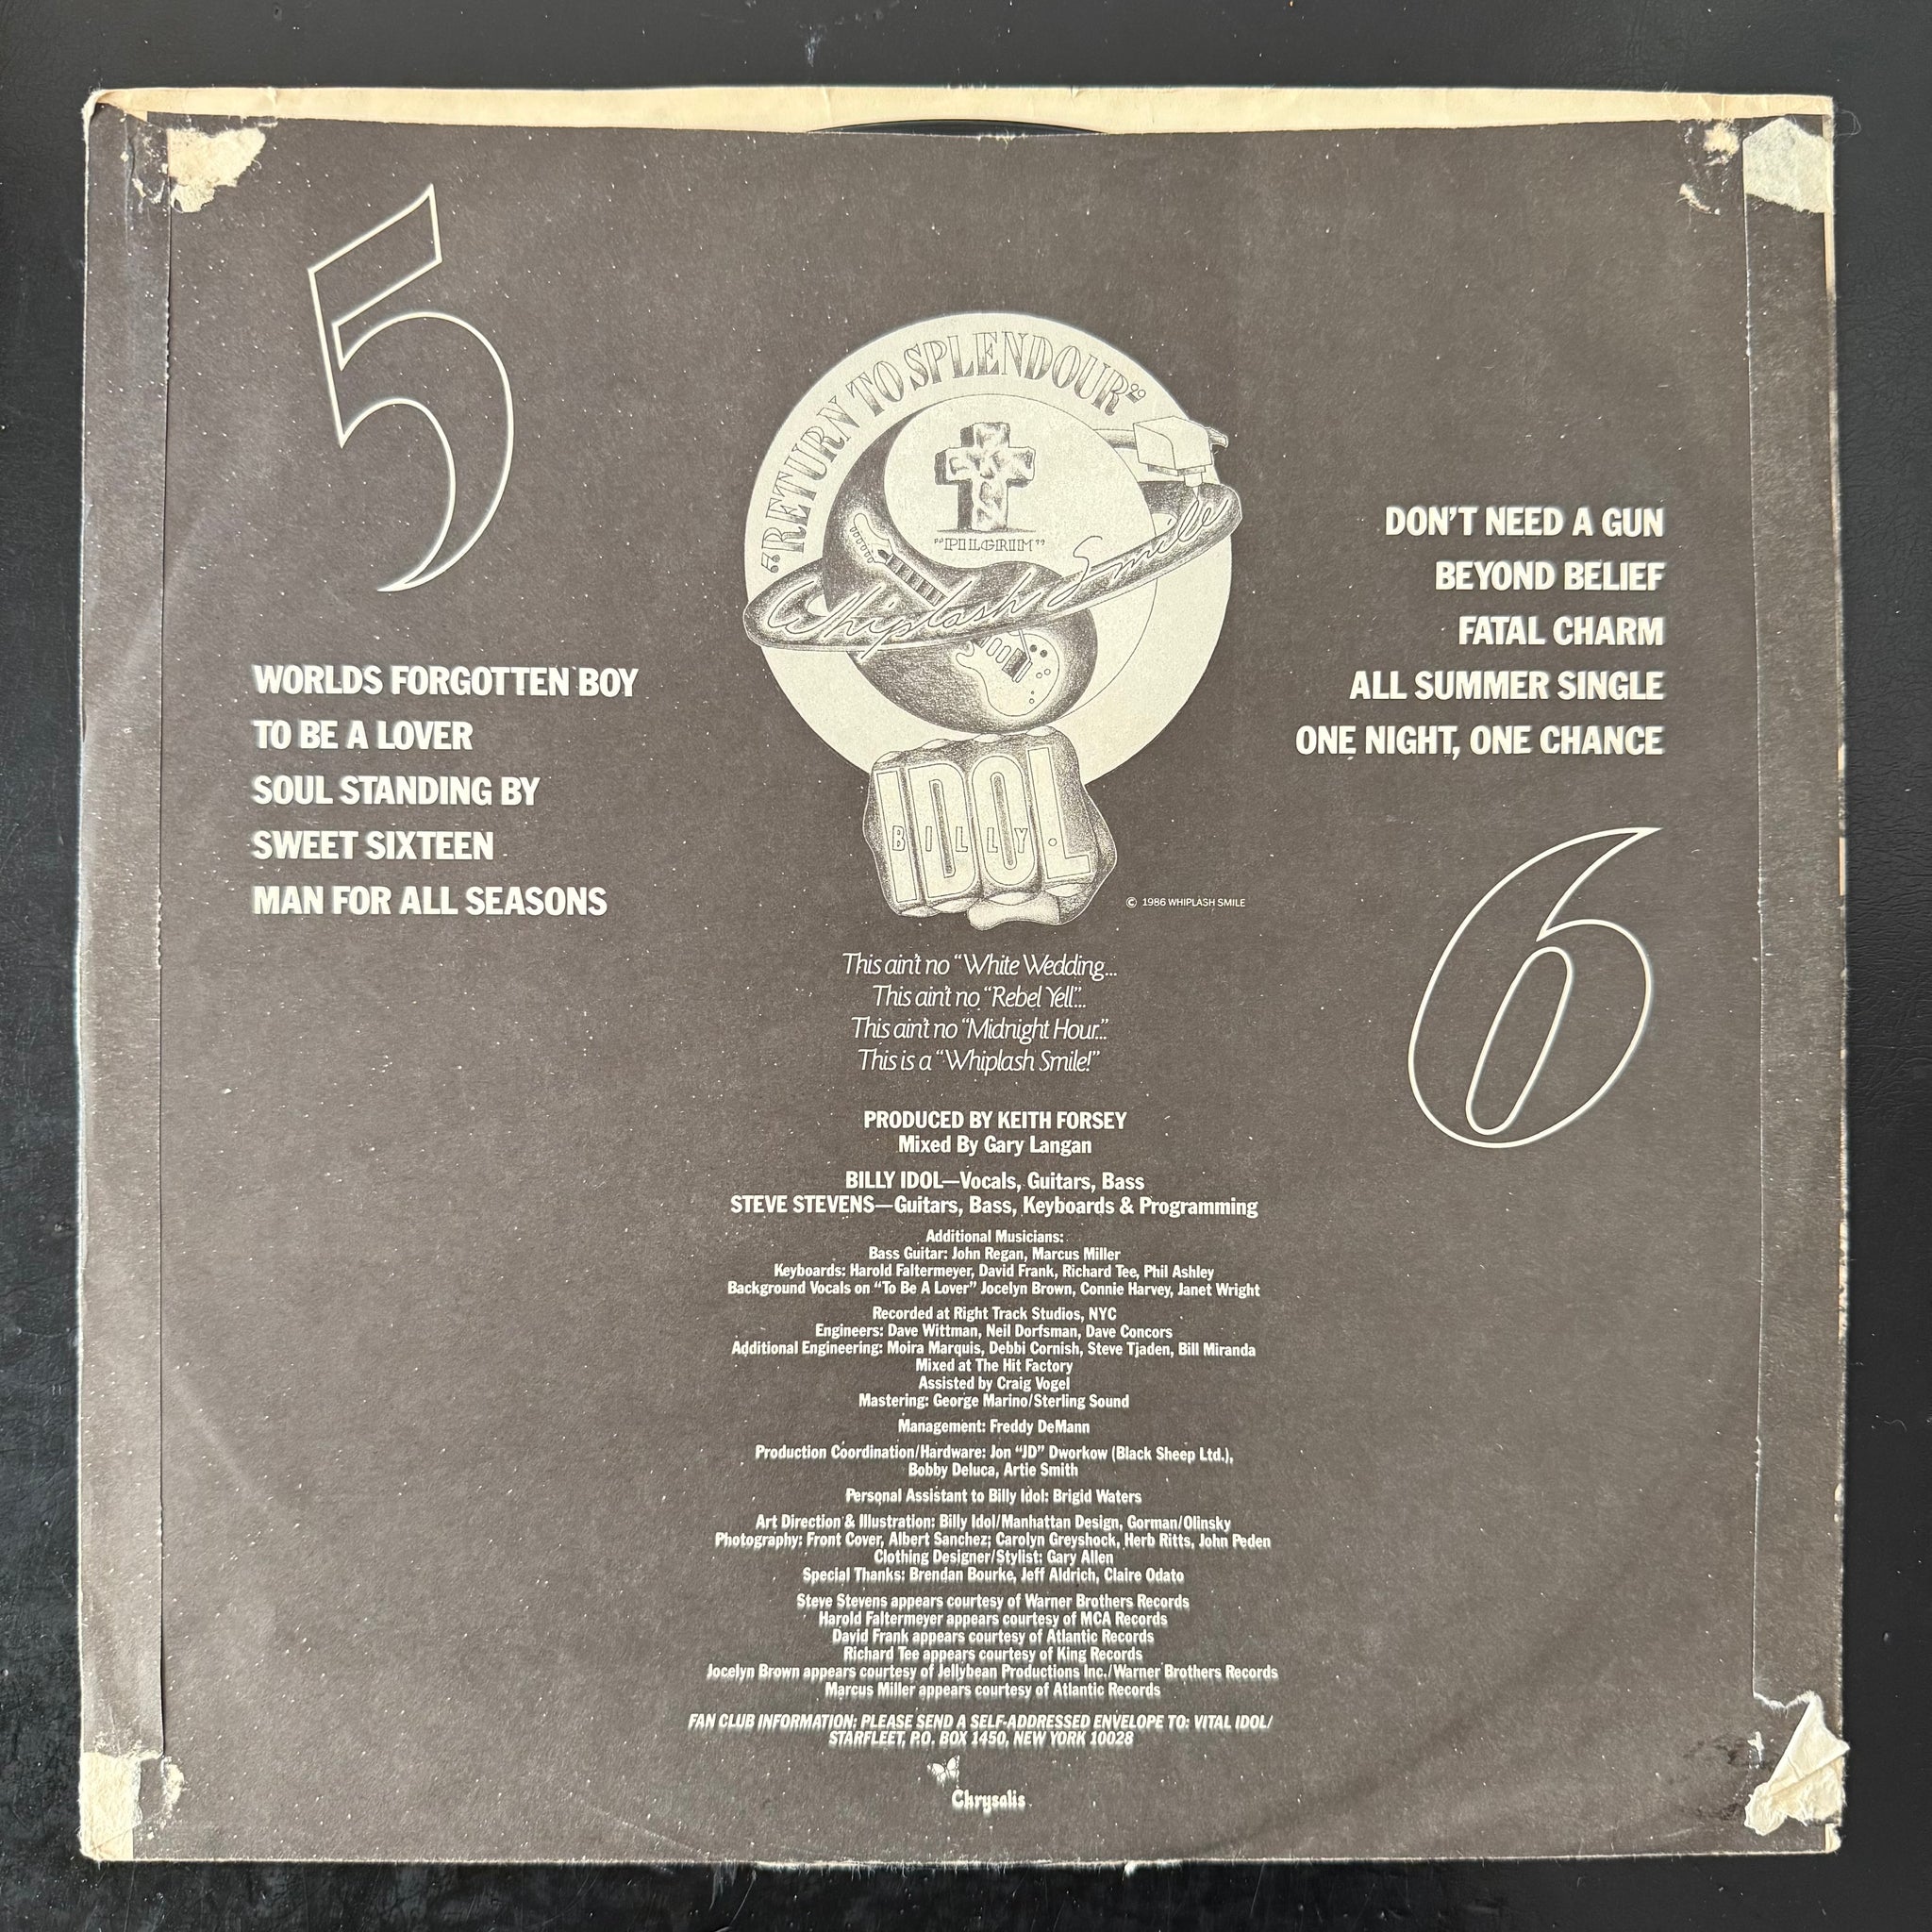 5
WORLDS FORGOTTEN BOY
TO BE A LOVER
SOUL STANDING BY
SWEET SIXTEEN
MAN FOR ALL SEASONS
"RETURN TO SPLENDOUR"
"PILGRIM"
Whiplash Smile
IDOL
BILLY
© 1986 WHIPLASH SMILE
DON'T NEED A GUN
BEYOND BELIEF
FATAL CHARM
ALL SUMMER SINGLE
ONE NIGHT, ONE CHANCE
6
This ain't no "White Wedding...
This ain't no "Rebel Yell"...
This ain't no "Midnight Hour..."
This is a "Whiplash Smile!"
PRODUCED BY KEITH FORSEY
Mixed By Gary Langan
BILLY IDOL—Vocals, Guitars, Bass
STEVE STEVENS—Guitars, Bass, Keyboards & Programming
Additional Musicians:
Bass Guitar: John Regan, Marcus Miller
Keyboards: Harold Faltermeyer, David Frank, Richard Tee, Phil Ashley
Background Vocals on "To Be A Lover" Jocelyn Brown, Connie Harvey, Janet Wright
Recorded at Right Track Studios, NYC
Engineers: Dave Wittman, Neil Dorfsman, Dave Concors
Additional Engineering: Moira Marquis, Debbi Cornish, Steve Tjaden, Bill Miranda
Mixed at The Hit Factory
Assisted by Craig Vogel
Mastering: George Marino/Sterling Sound
Management: Freddy DeMann
Production Coordination/Hardware: Jon "JD" Dworkow (Black Sheep Ltd.),
Bobby Deluca, Artie Smith
Personal Assistant to Billy Idol: Brigid Waters
Art Direction & Illustration: Billy Idol/Manhattan Design, Gorman/Olinsky
Photography: Front Cover, Albert Sanchez; Carolyn Greyshock, Herb Ritts, John Peden
Clothing Designer/Stylist: Gary Allen
Special Thanks: Brendan Bourke, Jeff Aldrich, Claire Odato
Steve Stevens appears courtesy of Warner Brothers Records
Harold Faltermeyer appears courtesy of MCA Records
David Frank appears courtesy of Atlantic Records
Richard Tee appears courtesy of King Records
Jocelyn Brown appears courtesy of Jellybean Productions Inc./Warner Brothers Records
Marcus Miller appears courtesy of Atlantic Records
FAN CLUB INFORMATION: PLEASE SEND A SELF-ADDRESSED ENVELOPE TO: VITAL IDOL/
STARFLEET, P.O. BOX 1450, NEW YORK 10028
Chrysalis